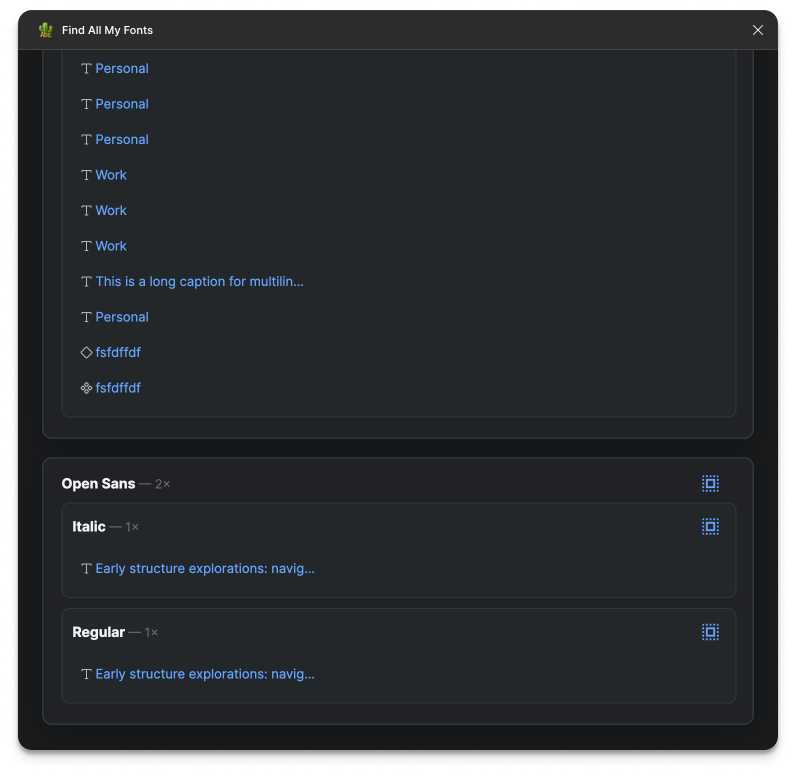 Find All My Fonts
Personal
Personal
Personal
Work
Work
Work
This is a long caption for multilin...
Personal
fsfdffdf
fsfdffdf
Open Sans — 2×
Italic — 1×
Early structure explorations: navig...
Regular — 1×
Early structure explorations: navig...